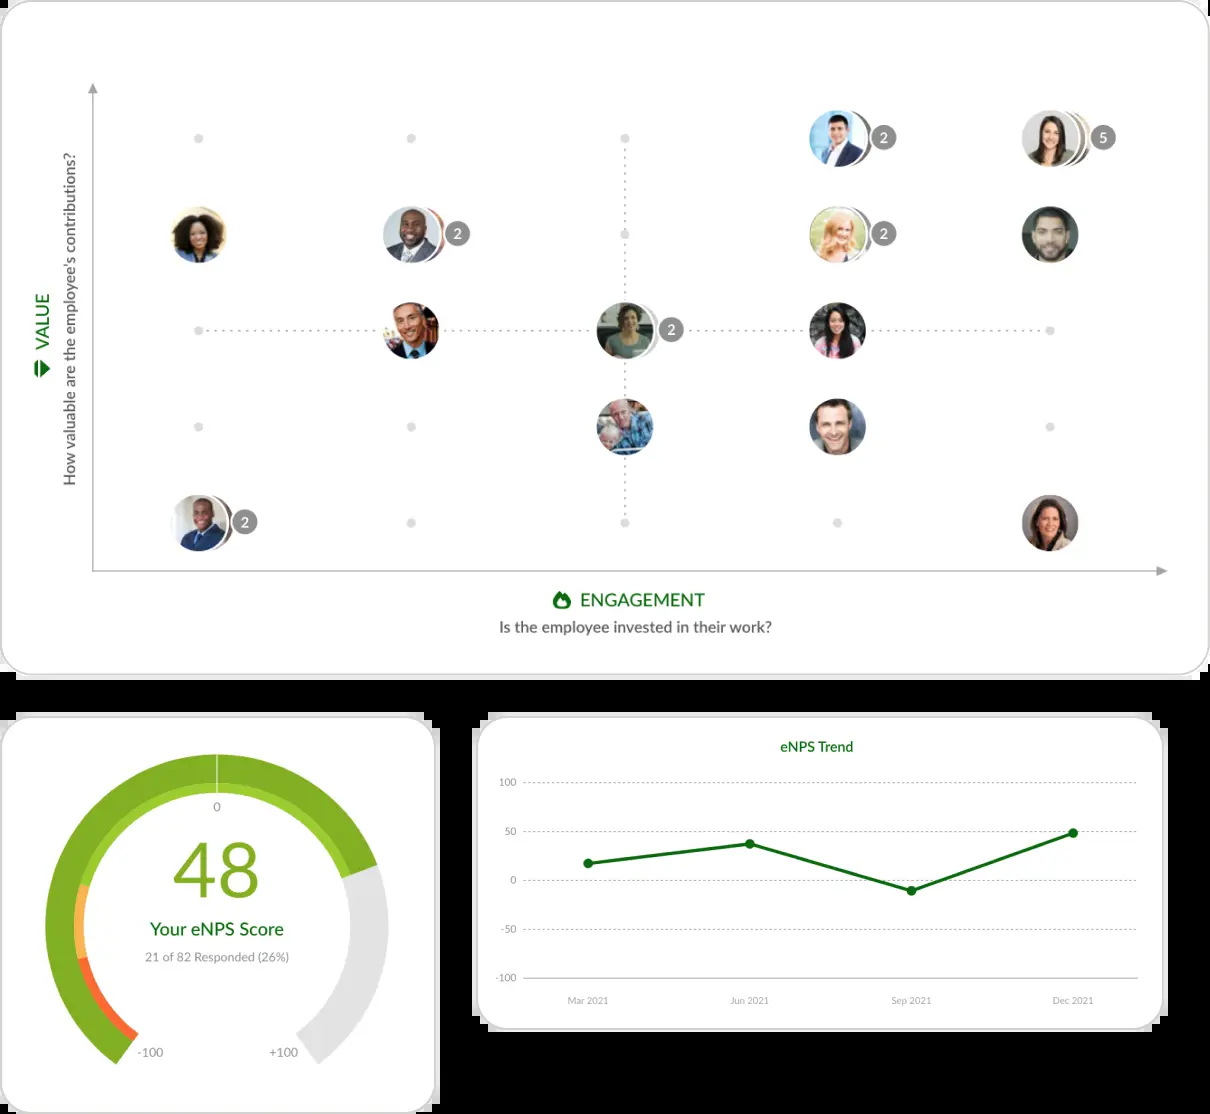 2
5
2
2
VALUE
How valuable are the employee's contributions?
2
2
ENGAGEMENT
Is the employee invested in their work?
0
48
Your eNPS Score
21 of 82 Responded (26%)
-100
+100
eNPS Trend
100
50
0
-50
-100
Mar 2021
Jun 2021
Sep 2021
Dec 2021